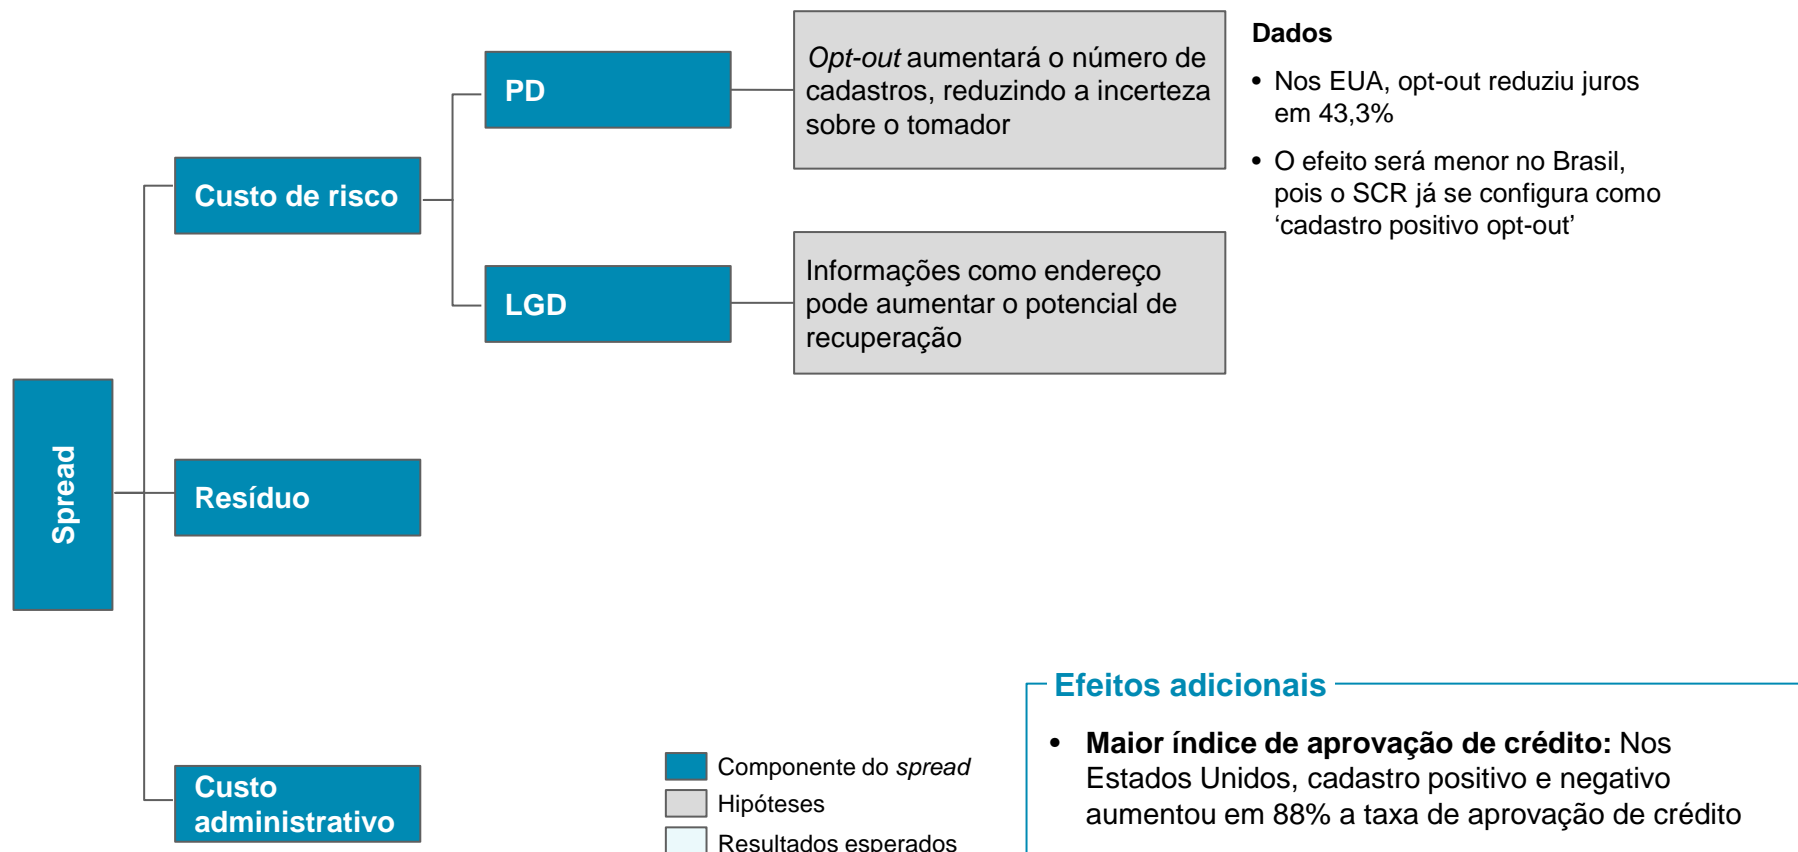 Opt-out aumentará o número de
cadastros, reduzindo a incerteza
sobre o tomador
PD
Dados
• Nos EUA, opt-out reduziu juros
em 43,3%
• O efeito será menor no Brasil,
pois o SCR já se configura como
‘cadastro positivo opt-out’
Custo de risco
Informações como endereço
pode aumentar o potencial de
recuperação
LGD
Spread
Resíduo
Custo
administrativo
Componente do spread
Hipóteses
Resultados esperados
Efeitos adicionais
• Maior índice de aprovação de crédito: Nos
Estados Unidos, cadastro positivo e negativo
aumentou em 88% a taxa de aprovação de crédito